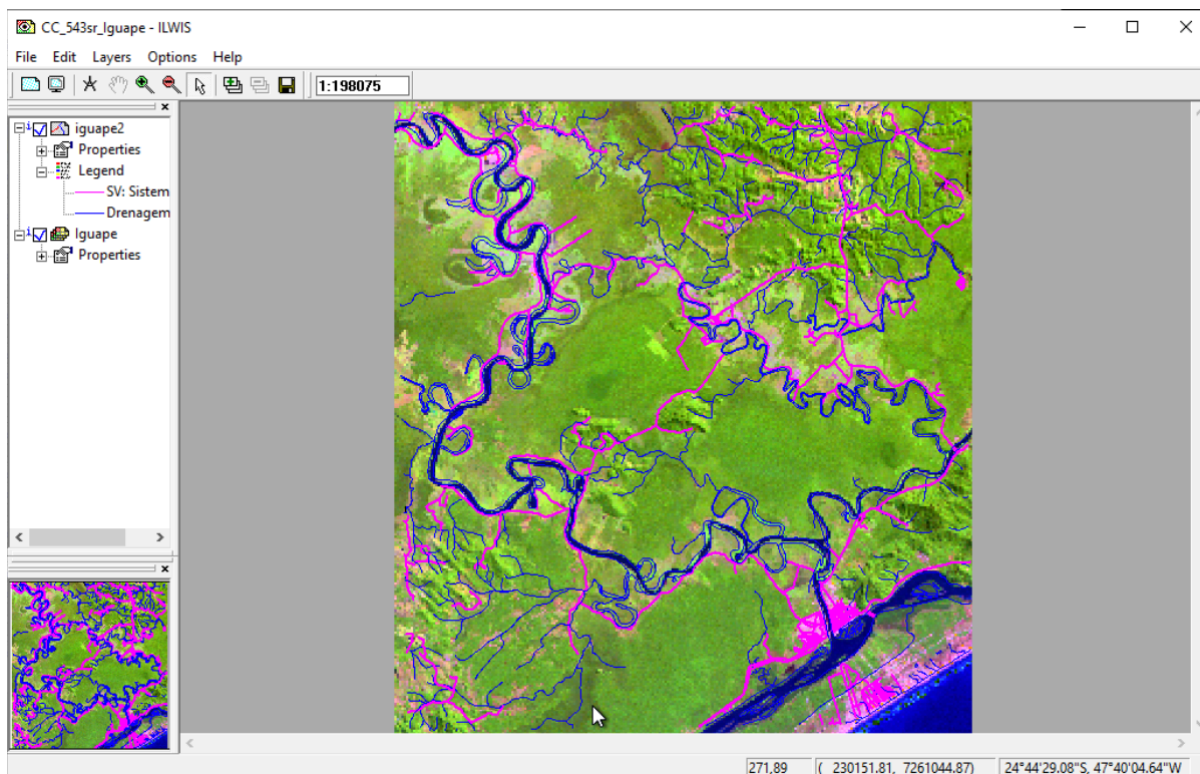 CC_543sr_Iguape - ILWIS
File Edit Layers Options Help
1:198075
iguape2
Properties
Legend
SV: Sistem
Drenagem
Iguape
Properties
271,89 ( 230151.81, 7261044.87) 24°44'29.08"S, 47°40'04.64"W